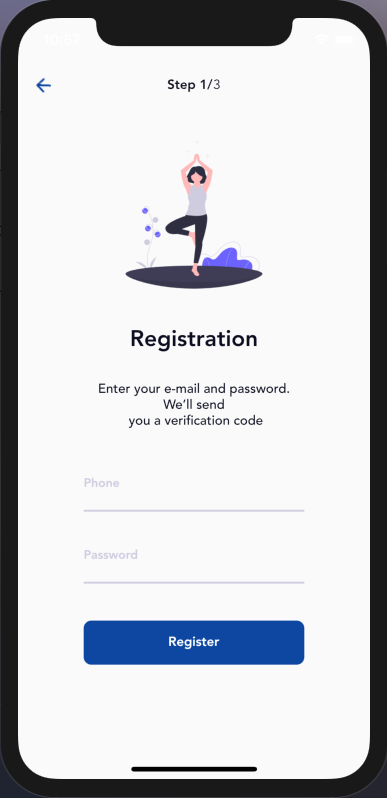 10:57
Step 1/3
Registration
Enter your e-mail and password.
We'll send
you a verification code
Phone
Password
Register